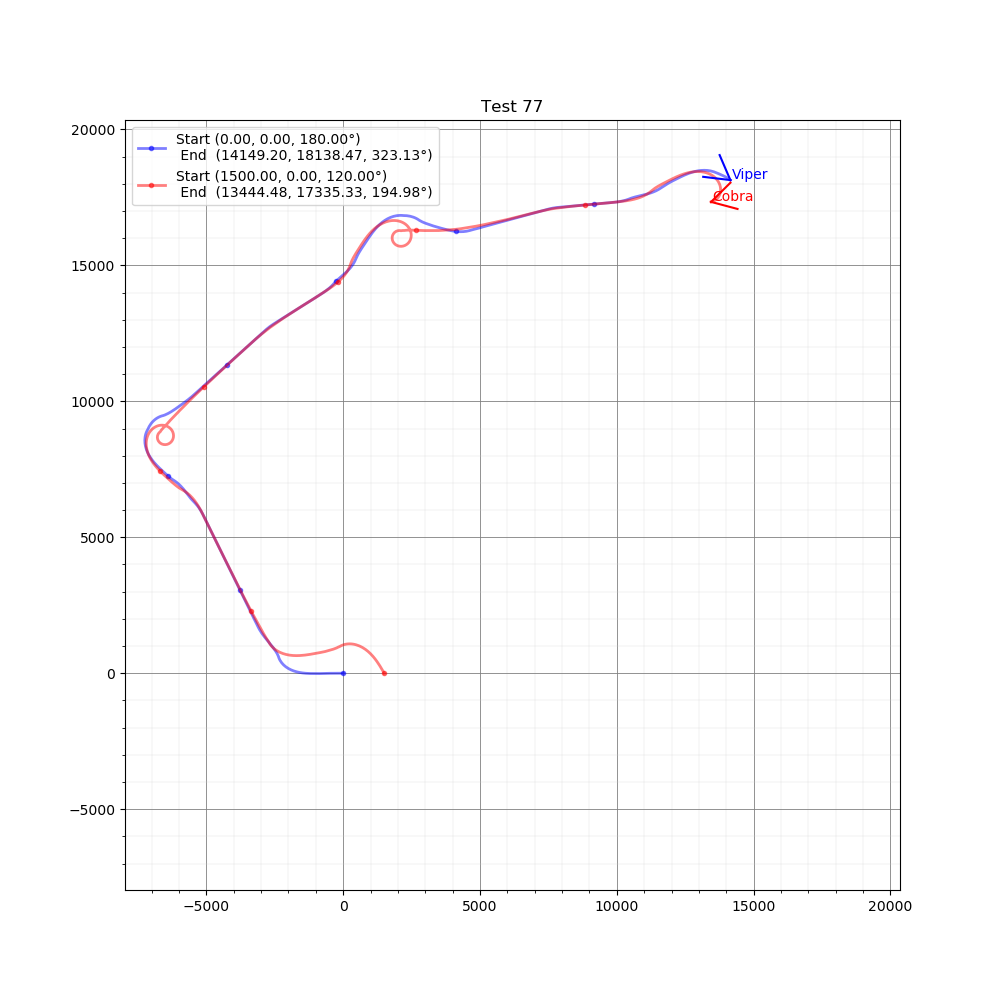 Test 77
Start (0.00, 0.00, 180.00°)
End  (14149.20, 18138.47, 323.13°)
Start (1500.00, 0.00, 120.00°)
End  (13444.48, 17335.33, 194.98°)
Viper
Cobra
20000
15000
10000
5000
0
−5000
−5000
0
5000
10000
15000
20000